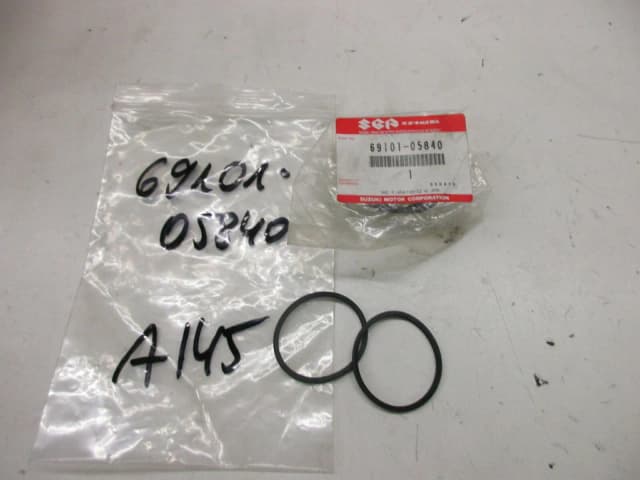 69101-
05840
A145
SGP
69101-05840
1
SUZUKI MOTOR CORPORATION